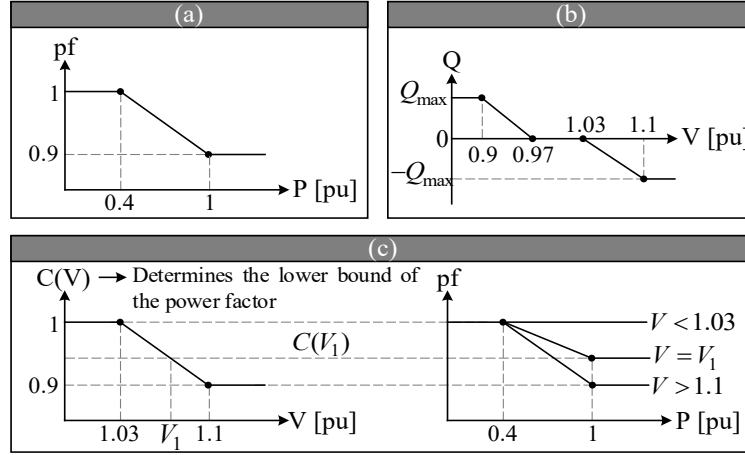 (a)
pf
1
0.9
0.4
1
P [pu]
(b)
Q
Q_max
0
1.03
1.1
V [pu]
0.9
0.97
−Q_max
(c)
C(V) → Determines the lower bound of
the power factor
1
0.9
C(V_1)
1.03
V_1
1.1
V [pu]
pf
V < 1.03
V = V_1
V > 1.1
0.4
1
P [pu]